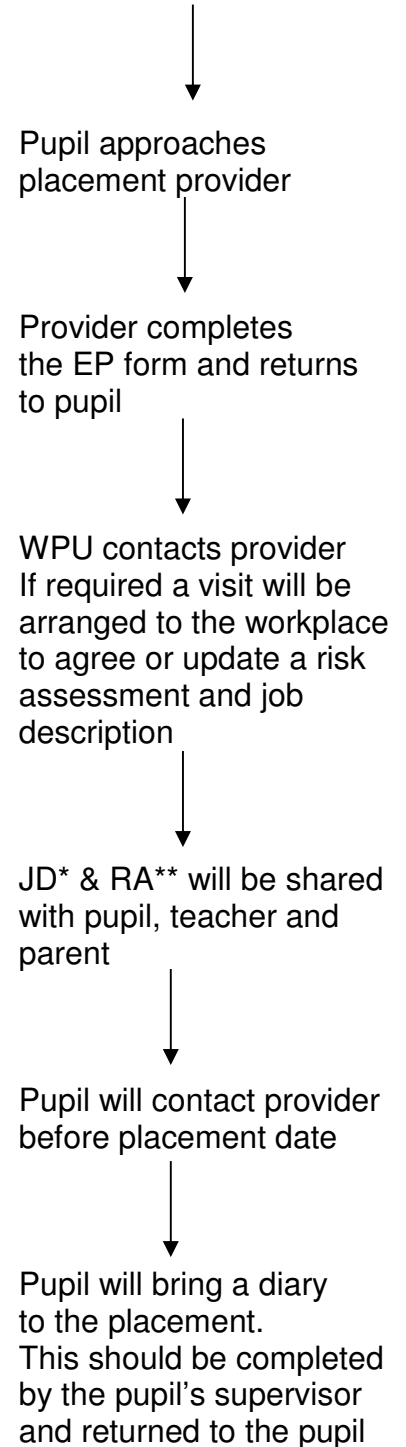 Pupil approaches
placement provider
Provider completes
the EP form and returns
to pupil
WPU contacts provider
If required a visit will be
arranged to the workplace
to agree or update a risk
assessment and job
description
JD* & RA** will be shared
with pupil, teacher and
parent
Pupil will contact provider
before placement date
Pupil will bring a diary
to the placement.
This should be completed
by the pupil's supervisor
and returned to the pupil